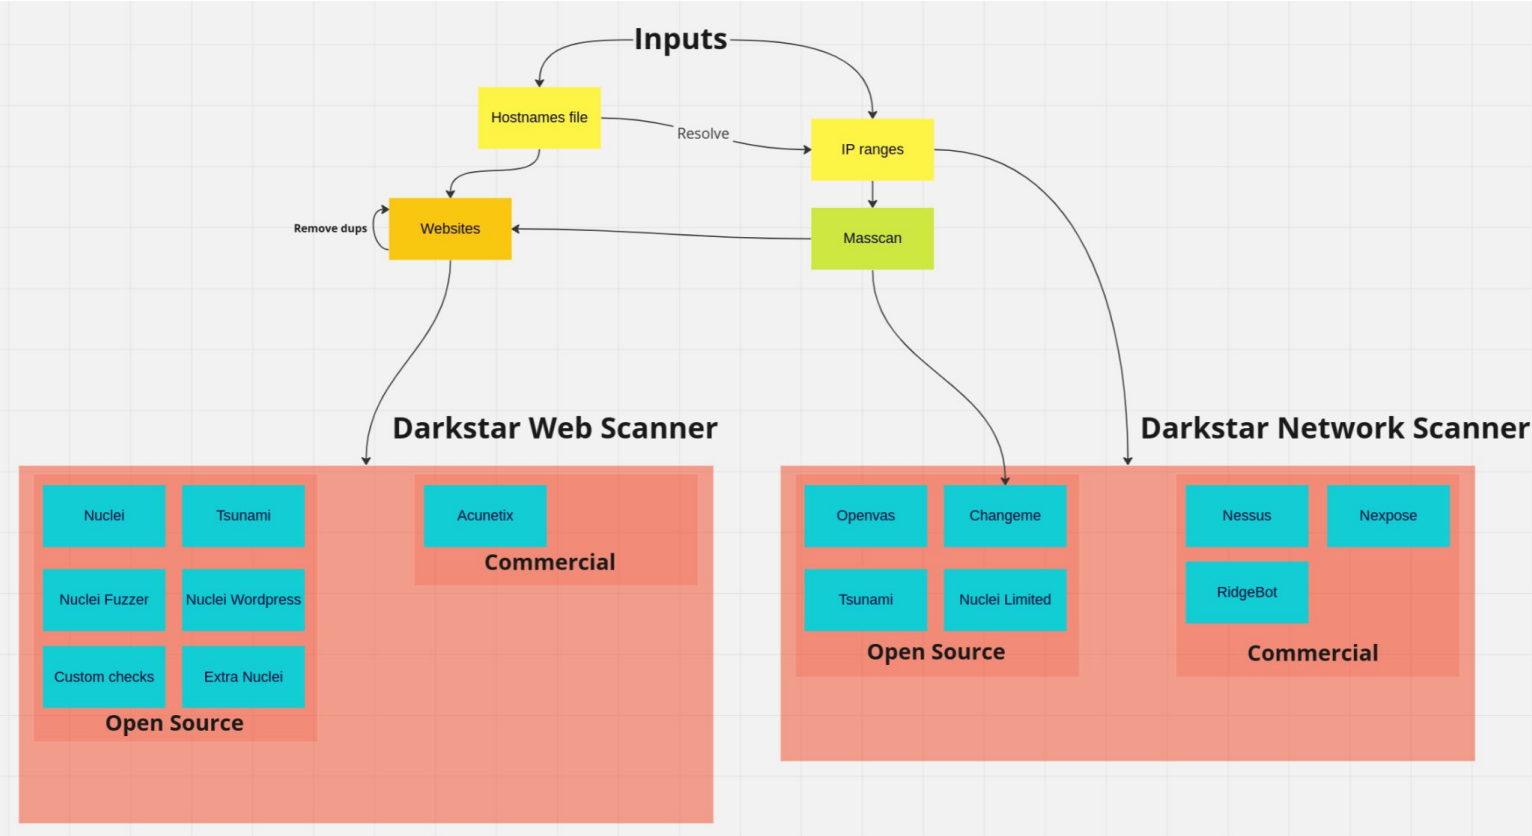 Inputs
Hostnames file
Resolve
IP ranges
Remove dups
Websites
Masscan
Darkstar Web Scanner
Nuclei
Tsunami
Nuclei Fuzzer
Nuclei Wordpress
Custom checks
Extra Nuclei
Open Source
Acunetix
Commercial
Darkstar Network Scanner
Openvas
Changeme
Tsunami
Nuclei Limited
Open Source
Nessus
Nexpose
RidgeBot
Commercial